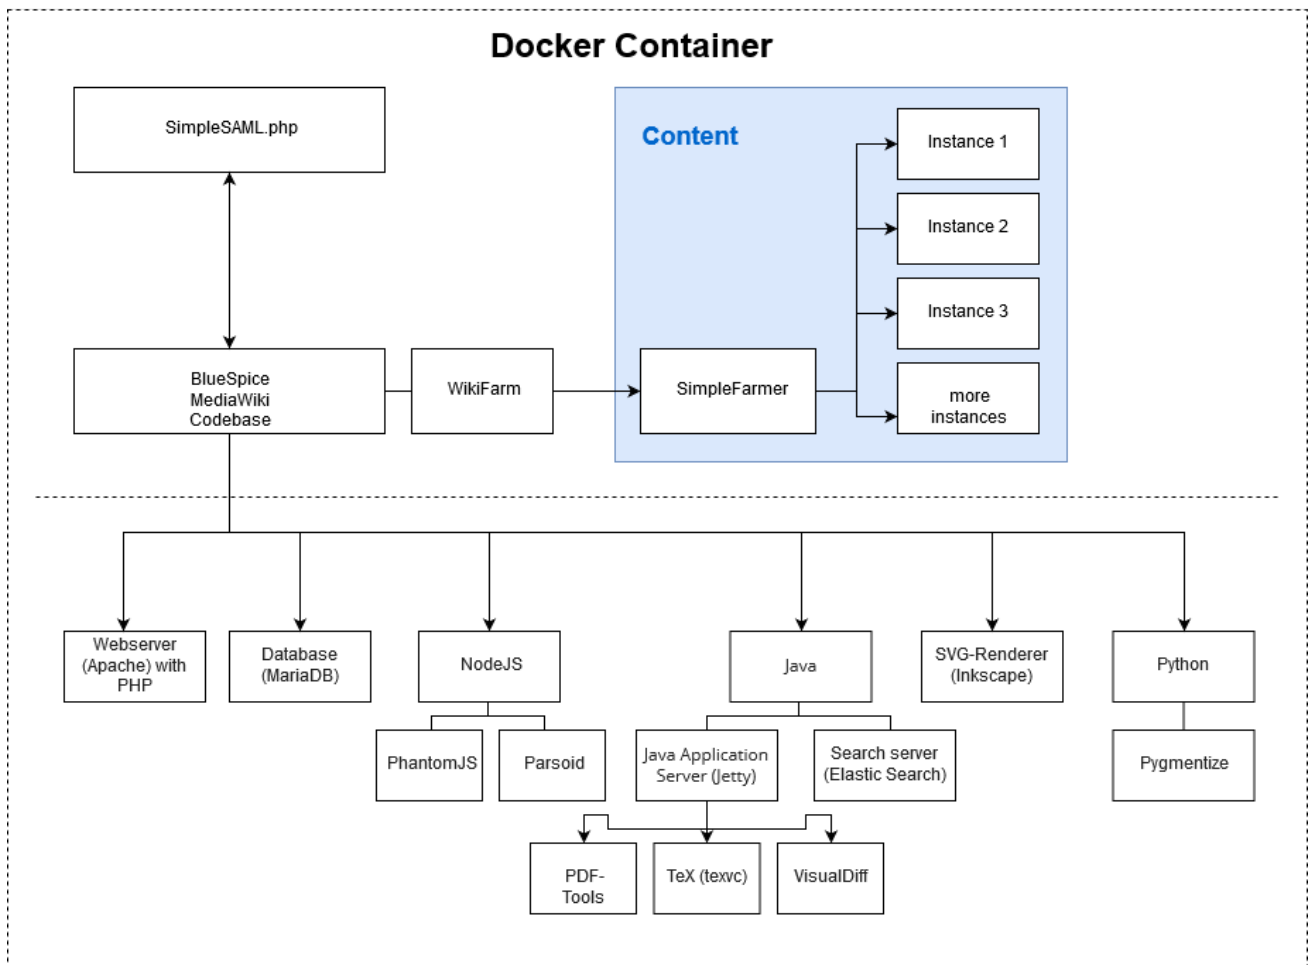 Docker Container
SimpleSAML.php
Content
Instance 1
Instance 2
Instance 3
more
instances
BlueSpice
MediaWiki
Codebase
WikiFarm
SimpleFarmer
Webserver
(Apache) with
PHP
Database
(MariaDB)
NodeJS
Java
SVG-Renderer
(Inkscape)
Python
PhantomJS
Parsoid
Java Application
Server (Jetty)
Search server
(Elastic Search)
Pygmentize
PDF-
Tools
TeX (texvc)
VisualDiff